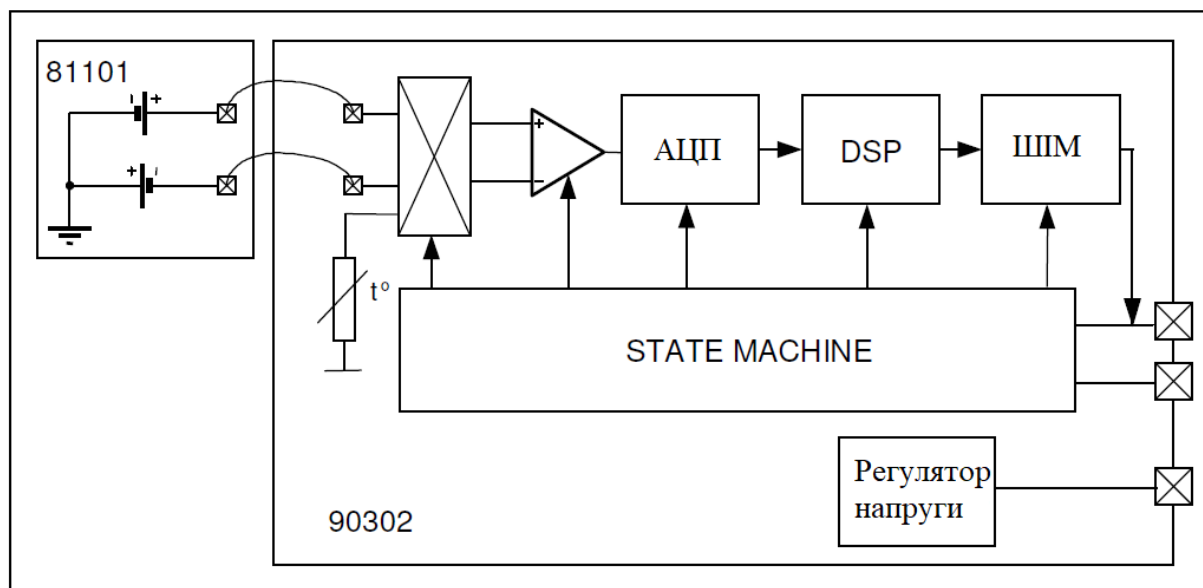 81101
АЦП
DSP
ШІМ
t°
STATE MACHINE
Регулятор
напруги
90302